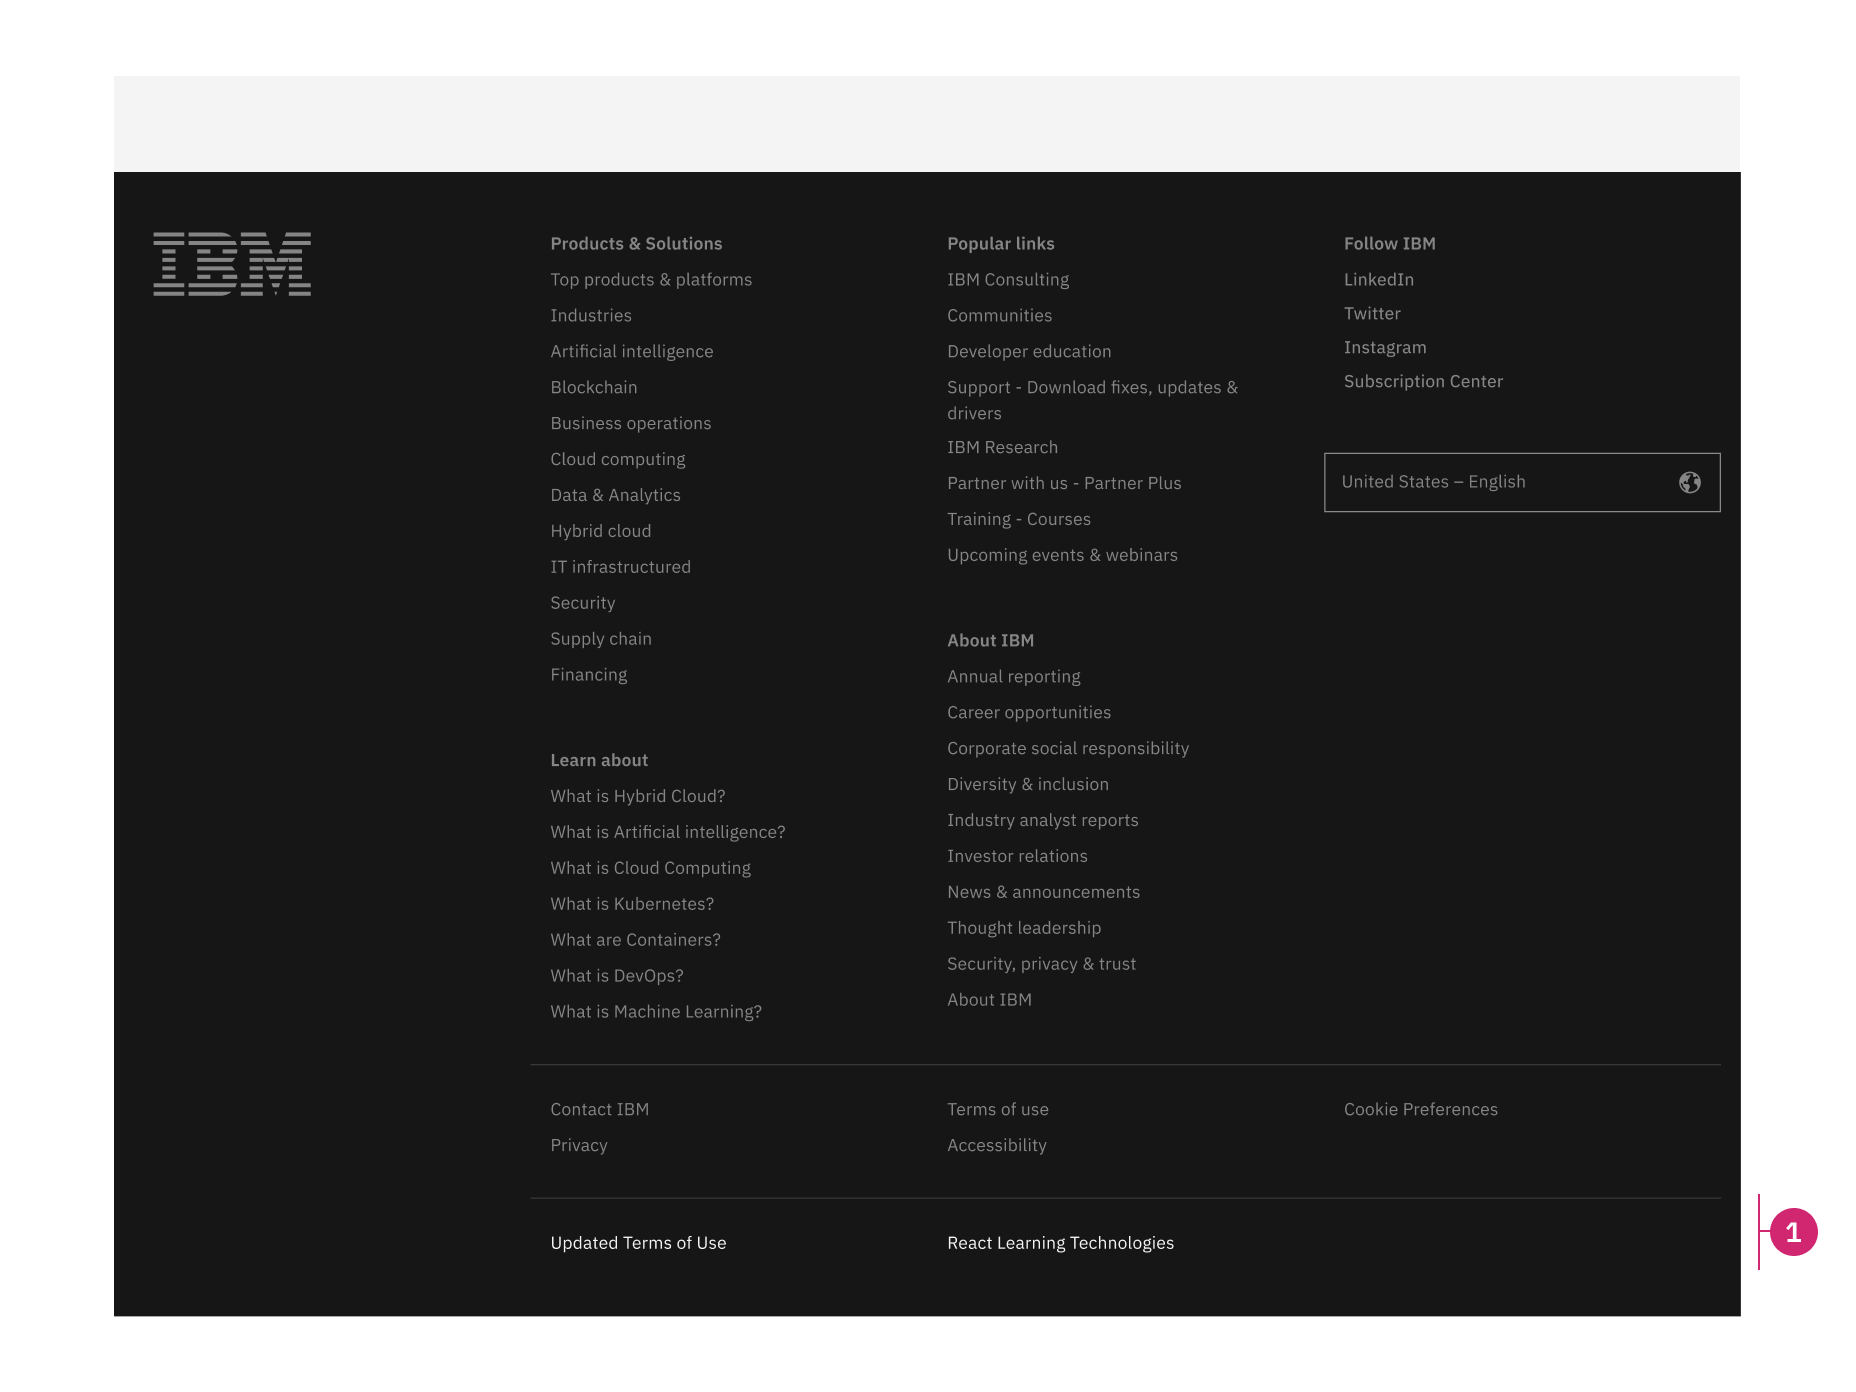 IBM
Products & Solutions
Top products & platforms
Industries
Artificial intelligence
Blockchain
Business operations
Cloud computing
Data & Analytics
Hybrid cloud
IT infrastructured
Security
Supply chain
Financing
Learn about
What is Hybrid Cloud?
What is Artificial intelligence?
What is Cloud Computing
What is Kubernetes?
What are Containers?
What is DevOps?
What is Machine Learning?
Popular links
IBM Consulting
Communities
Developer education
Support - Download fixes, updates &
drivers
IBM Research
Partner with us - Partner Plus
Training - Courses
Upcoming events & webinars
About IBM
Annual reporting
Career opportunities
Corporate social responsibility
Diversity & inclusion
Industry analyst reports
Investor relations
News & announcements
Thought leadership
Security, privacy & trust
About IBM
Follow IBM
LinkedIn
Twitter
Instagram
Subscription Center
United States – English
Contact IBM
Privacy
Terms of use
Accessibility
Cookie Preferences
Updated Terms of Use
React Learning Technologies
1